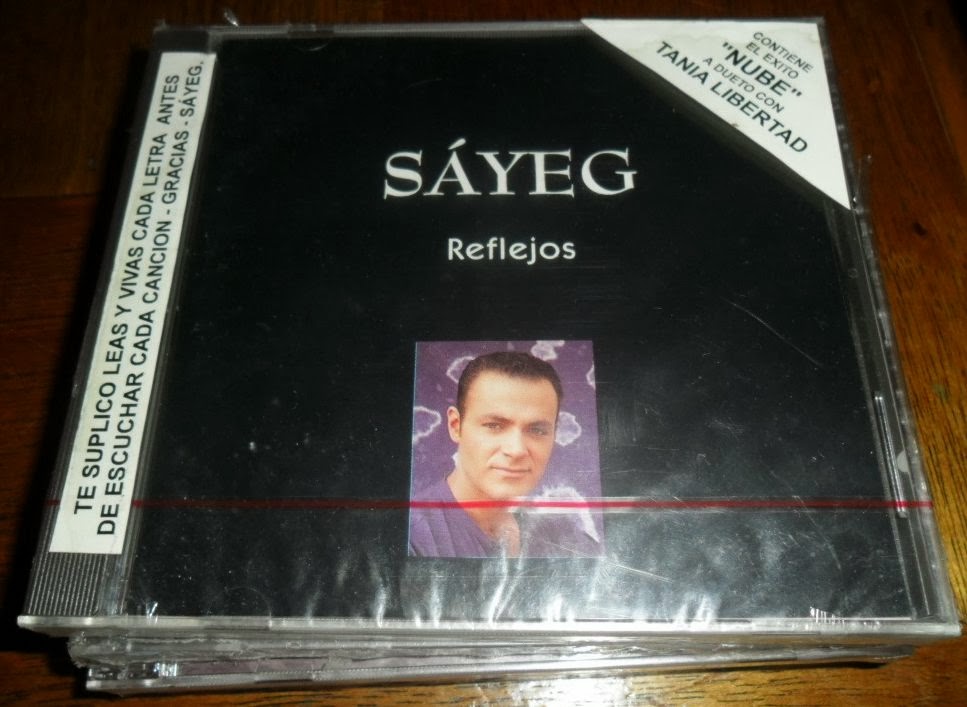 CONTIENE
EL EXITO
"NUBE"
A DUETO CON
TANIA LIBERTAD
SÁYEG
Reflejos
TE SUPLICO LEAS Y VIVAS CADA LETRA ANTES
DE ESCUCHAR CADA CANCION - GRACIAS - SÁYEG.